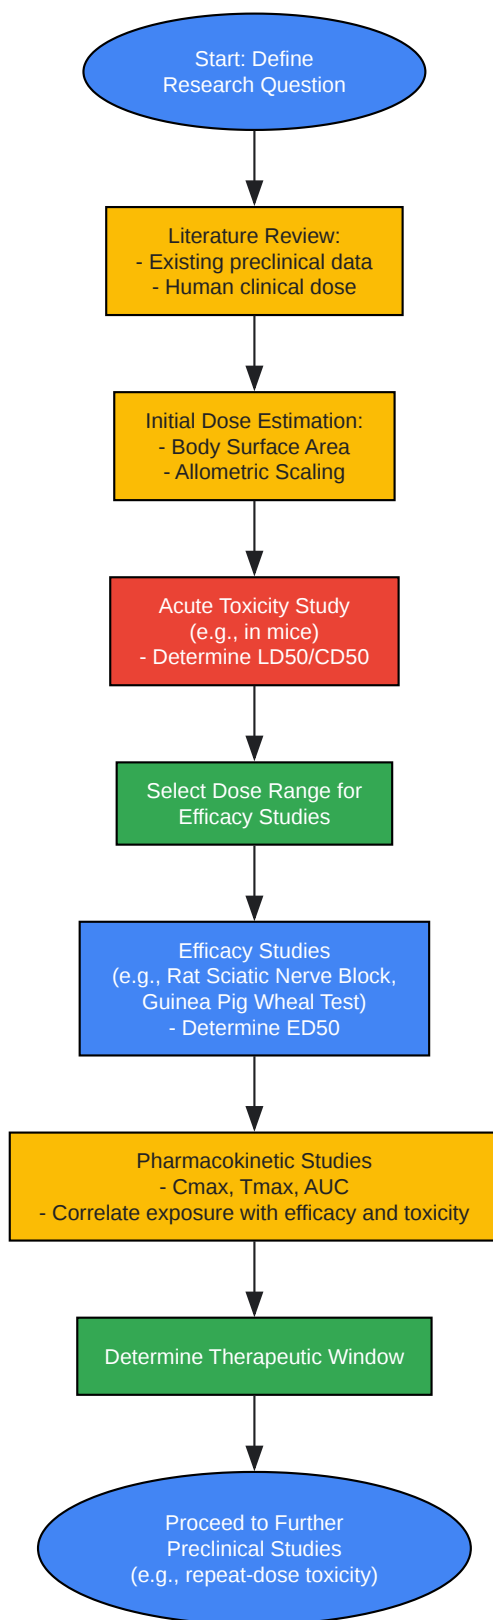 Start: Define
Research Question
Literature Review:
- Existing preclinical data
- Human clinical dose
Initial Dose Estimation:
- Body Surface Area
- Allometric Scaling
Acute Toxicity Study
(e.g., in mice)
- Determine LD50/CD50
Select Dose Range for
Efficacy Studies
Efficacy Studies
(e.g., Rat Sciatic Nerve Block,
Guinea Pig Wheal Test)
- Determine ED50
Pharmacokinetic Studies
- Cmax, Tmax, AUC
- Correlate exposure with efficacy and toxicity
Determine Therapeutic Window
Proceed to Further
Preclinical Studies
(e.g., repeat-dose toxicity)